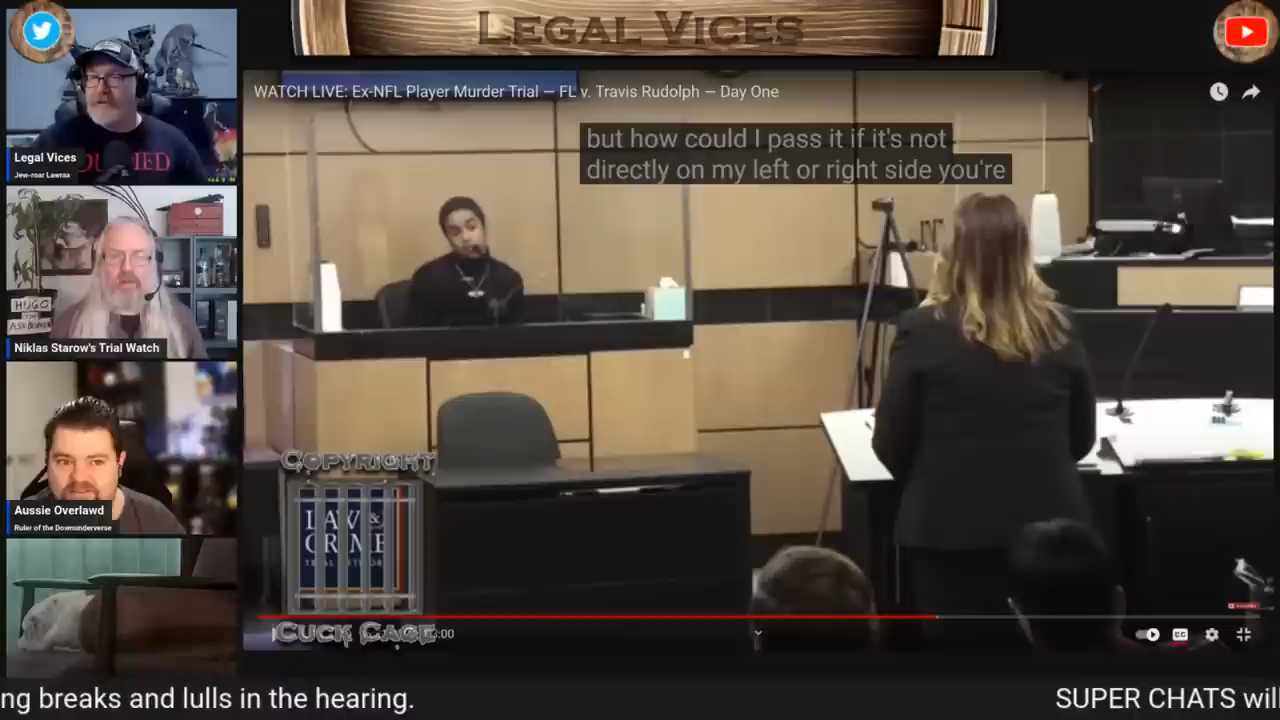 LEGAL VICES
WATCH LIVE: Ex-NFL Player Murder Trial — FL v. Travis Rudolph — Day One
but how could I pass it if it's not
directly on my left or right side you're
Legal Vices
Jew-roar Lawrax
HUGO
Niklas Starow's Trial Watch
Aussie Overlawd
Ruler of the Downunderverse
COPYRIGHT
LAW &
CRIME
CUCK CAGE
:00
CC
ng breaks and lulls in the hearing.
SUPER CHATS will